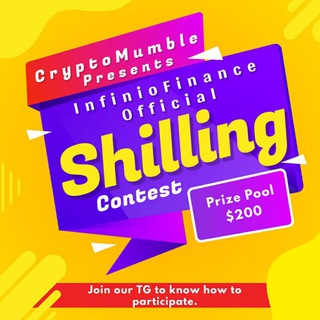 CryptoMumble
Presents
InfinioFinance
Official
Shilling
Contest
Prize Pool
$200
Join our TG to know how to
participate.